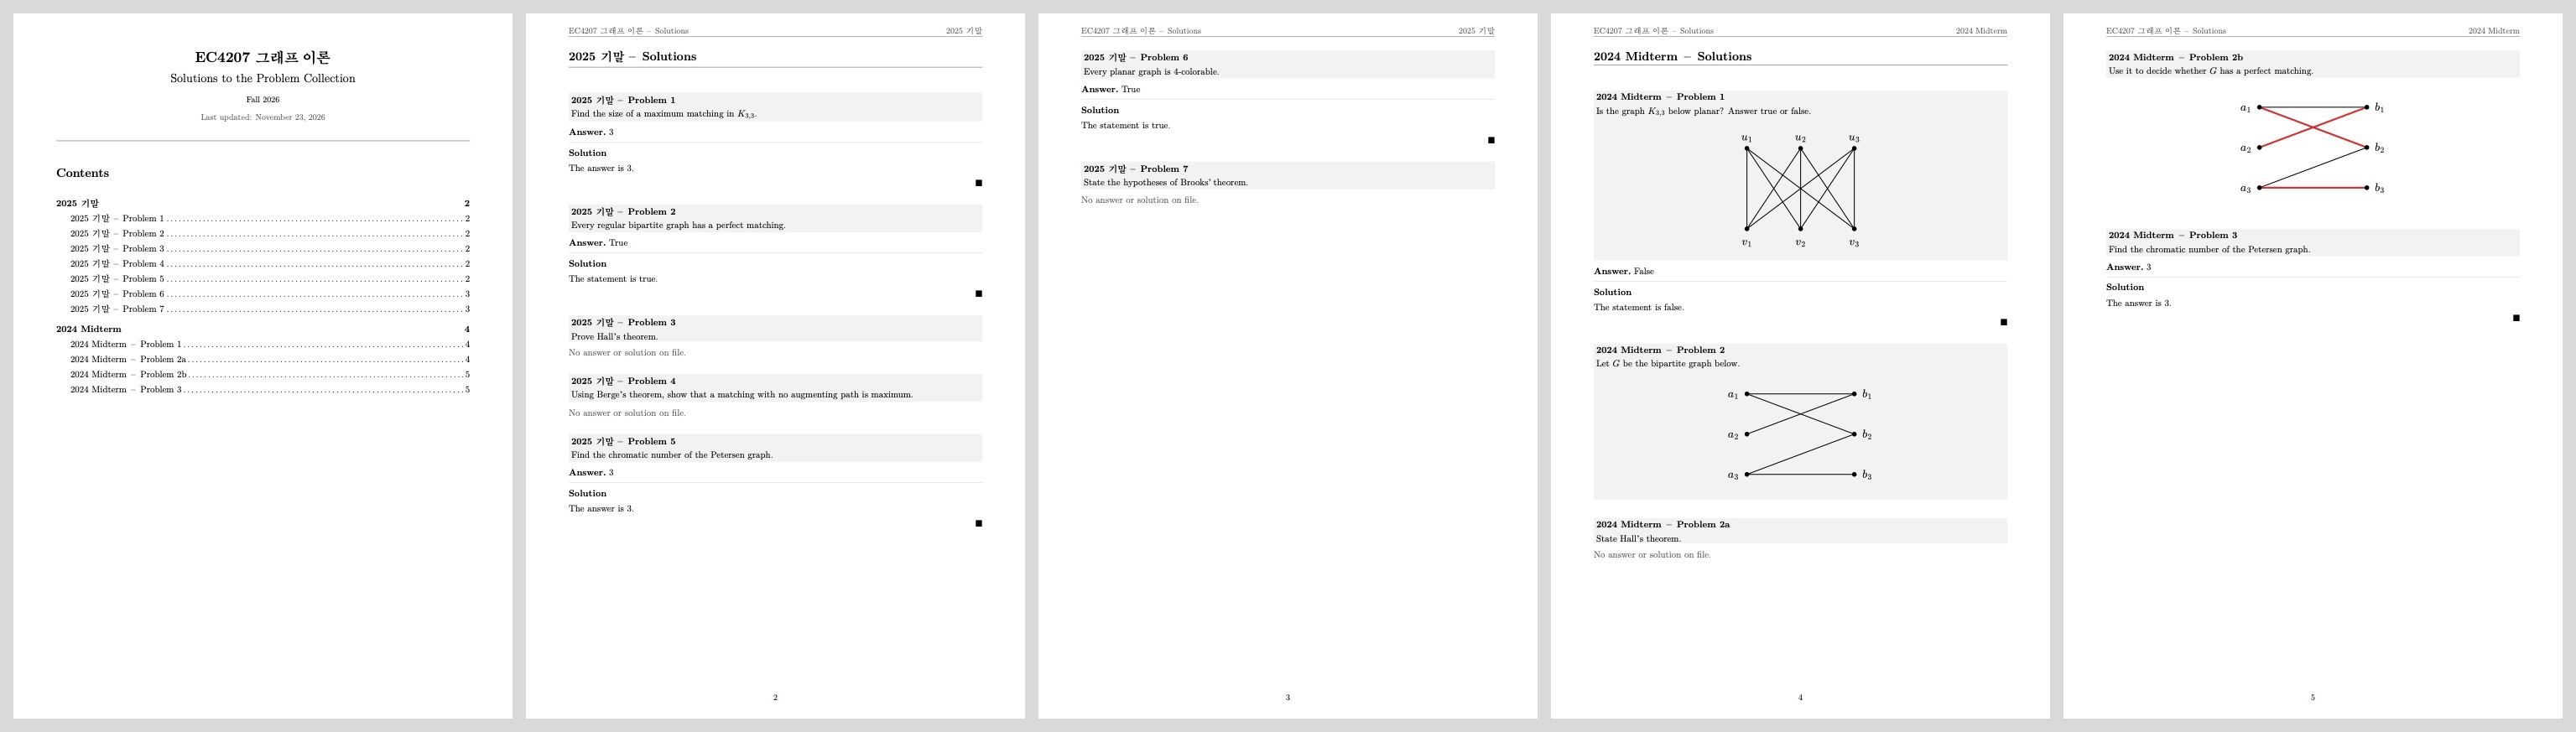 EC4207 그래프 이론
Solutions to the Problem Collection
Fall 2026
Last updated: November 23, 2026
Contents
2025 기말 2
2025 기말 – Problem 1 2
2025 기말 – Problem 2 2
2025 기말 – Problem 3 2
2025 기말 – Problem 4 2
2025 기말 – Problem 5 2
2025 기말 – Problem 6 3
2025 기말 – Problem 7 3
2024 Midterm 4
2024 Midterm – Problem 1 4
2024 Midterm – Problem 2a 4
2024 Midterm – Problem 2b 5
2024 Midterm – Problem 3 5
EC4207 그래프 이론 – Solutions 2025 기말
2025 기말 – Solutions
2025 기말 – Problem 1
Find the size of a maximum matching in K₃,₃.
Answer. 3
Solution
The answer is 3.
■
2025 기말 – Problem 2
Every regular bipartite graph has a perfect matching.
Answer. True
Solution
The statement is true.
■
2025 기말 – Problem 3
Prove Hall's theorem.
No answer or solution on file.
2025 기말 – Problem 4
Using Berge's theorem, show that a matching with no augmenting path is maximum.
No answer or solution on file.
2025 기말 – Problem 5
Find the chromatic number of the Petersen graph.
Answer. 3
Solution
The answer is 3.
■
2
EC4207 그래프 이론 – Solutions 2025 기말
2025 기말 – Problem 6
Every planar graph is 4-colorable.
Answer. True
Solution
The statement is true.
■
2025 기말 – Problem 7
State the hypotheses of Brooks' theorem.
No answer or solution on file.
3
EC4207 그래프 이론 – Solutions 2024 Midterm
2024 Midterm – Solutions
2024 Midterm – Problem 1
Is the graph K₃,₃ below planar? Answer true or false.
u₁ u₂ u₃
v₁ v₂ v₃
Answer. False
Solution
The statement is false.
■
2024 Midterm – Problem 2
Let G be the bipartite graph below.
a₁ b₁
a₂ b₂
a₃ b₃
2024 Midterm – Problem 2a
State Hall's theorem.
No answer or solution on file.
4
EC4207 그래프 이론 – Solutions 2024 Midterm
2024 Midterm – Problem 2b
Use it to decide whether G has a perfect matching.
a₁ b₁
a₂ b₂
a₃ b₃
2024 Midterm – Problem 3
Find the chromatic number of the Petersen graph.
Answer. 3
Solution
The answer is 3.
■
5